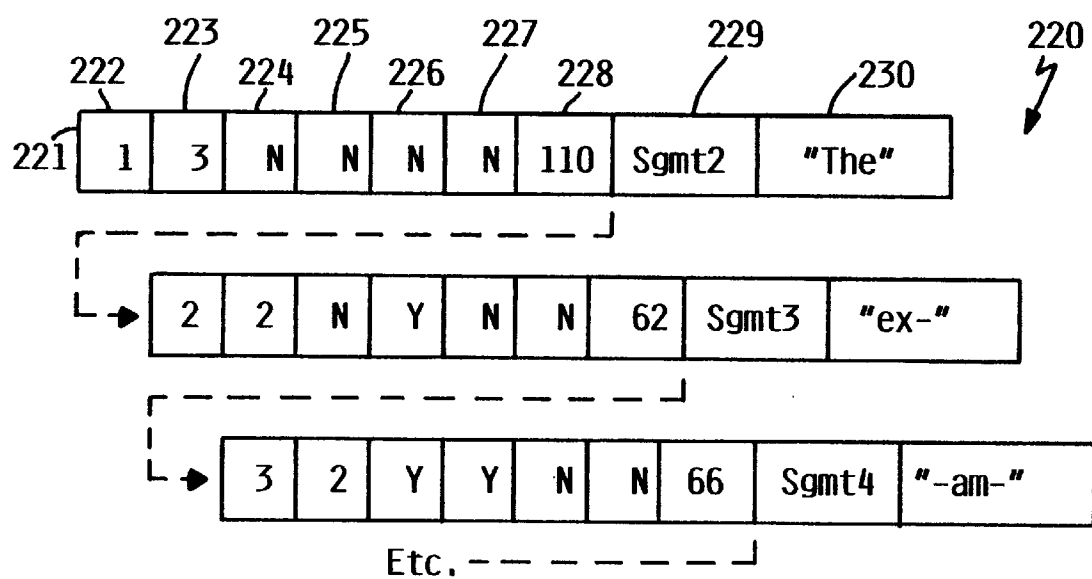 223 225 227 229 220
222 224 226 228 230
221 1 3 N N N N 110 Sgmt2 "The"
2 2 N Y N N 62 Sgmt3 "ex-"
3 2 Y Y N N 66 Sgmt4 "-am-"
Etc.